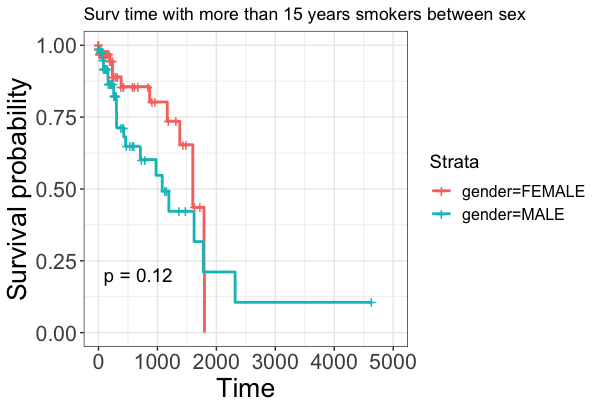 Surv time with more than 15 years smokers between sex
1.00
0.75
0.50
0.25
0.00
Survival probability
p = 0.12
0 1000 2000 3000 4000 5000
Time
Strata
gender=FEMALE
gender=MALE